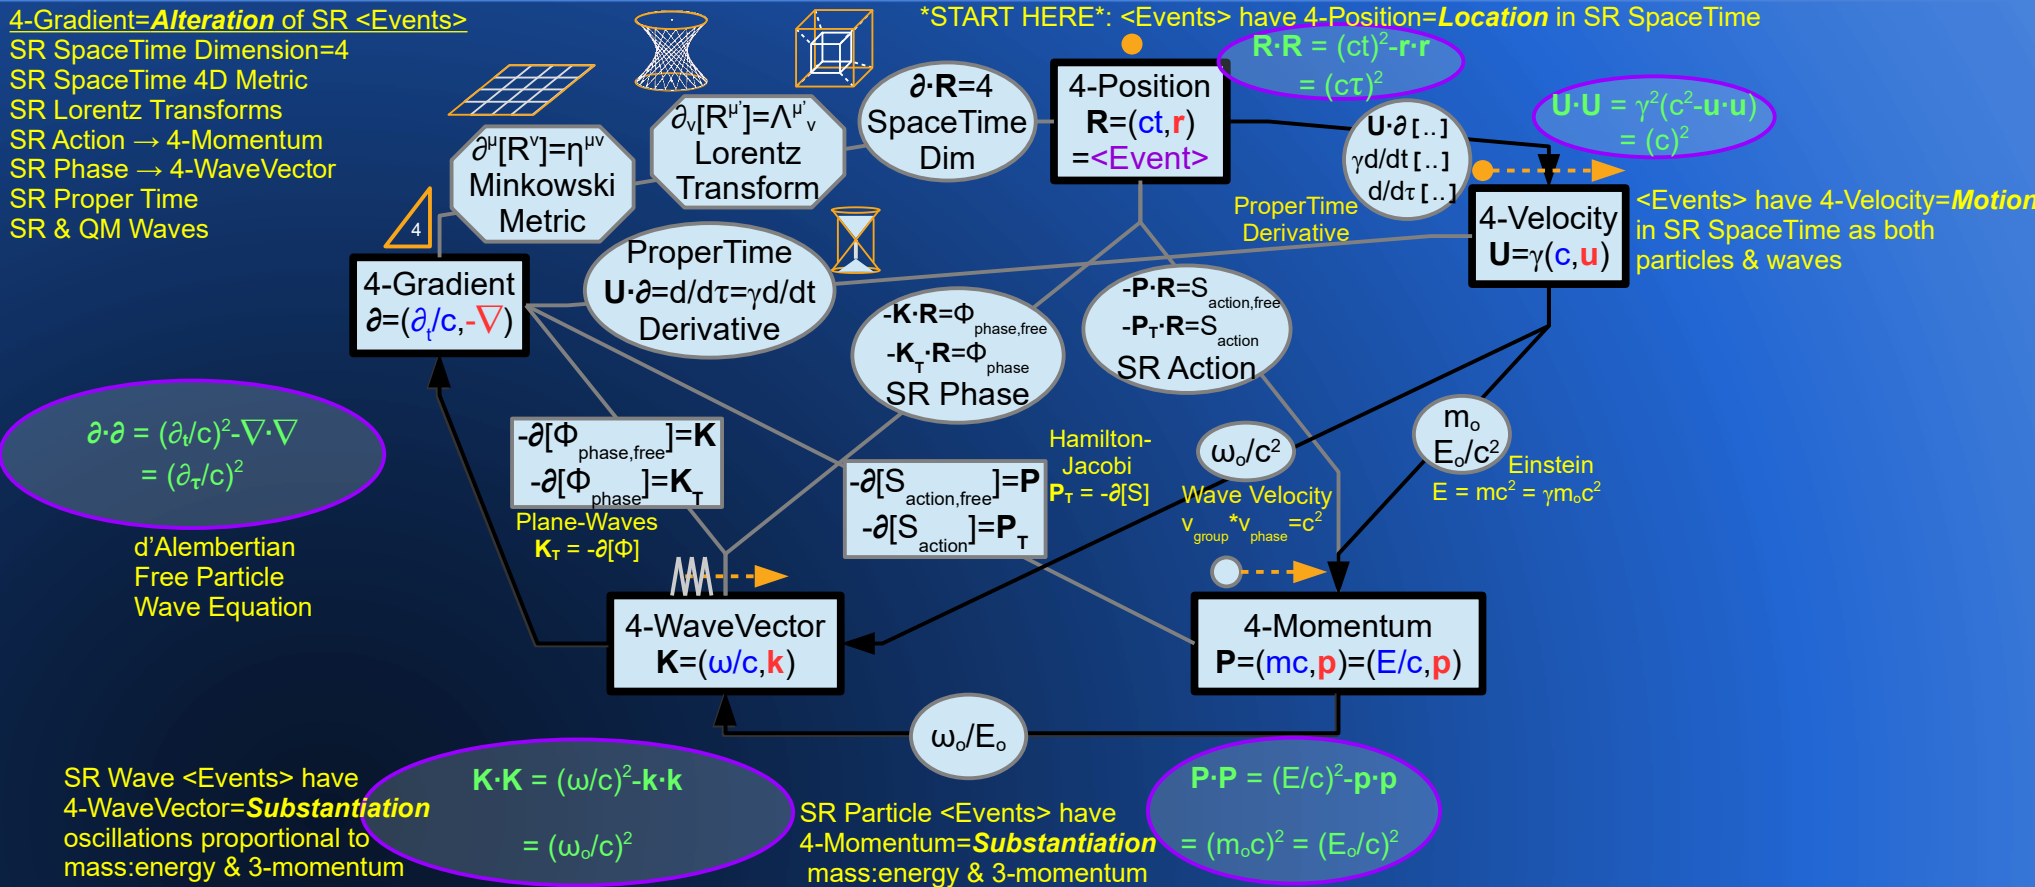 4-Gradient=Alteration of SR <Events>
SR SpaceTime Dimension=4
SR SpaceTime 4D Metric
SR Lorentz Transforms
SR Action → 4-Momentum
SR Phase → 4-WaveVector
SR Proper Time
SR & QM Waves
*START HERE*: <Events> have 4-Position=Location in SR SpaceTime
R·R = (ct)²-r·r
= (cτ)²
U·U = γ²(c²-u·u)
= (c)²
4-Position
R=(ct,r)
=<Event>
∂·R=4
SpaceTime
Dim
∂ν[Rμ’]=Λμ’ν
Lorentz
Transform
∂μ[Rν]=ημν
Minkowski
Metric
4
U·∂[..]
γd/dt[..]
d/dτ[..]
ProperTime
Derivative
4-Velocity
U=γ(c,u)
<Events> have 4-Velocity=Motion
in SR SpaceTime as both
particles & waves
4-Gradient
∂=(∂t/c,-∇)
ProperTime
U·∂=d/dτ=γd/dt
Derivative
-K·R=Φphase,free
-KT·R=Φphase
SR Phase
-P·R=Saction,free
-PT·R=Saction
SR Action
∂·∂ = (∂t/c)²-∇·∇
= (∂τ/c)²
d’Alembertian
Free Particle
Wave Equation
-∂[Φphase,free]=K
-∂[Φphase]=KT
Plane-Waves
KT = -∂[Φ]
-∂[Saction,free]=P
-∂[Saction]=PT
Hamilton-
Jacobi
PT = -∂[S]
ωo/c²
Wave Velocity
vgroup*vphase=c²
mo
Eo/c²
Einstein
E = mc² = γmoc²
4-WaveVector
K=(ω/c,k)
4-Momentum
P=(mc,p)=(E/c,p)
ωo/Eo
SR Wave <Events> have
4-WaveVector=Substantiation
oscillations proportional to
mass:energy & 3-momentum
K·K = (ω/c)²-k·k
= (ωo/c)²
SR Particle <Events> have
4-Momentum=Substantiation
mass:energy & 3-momentum
P·P = (E/c)²-p·p
= (moc)² = (Eo/c)²